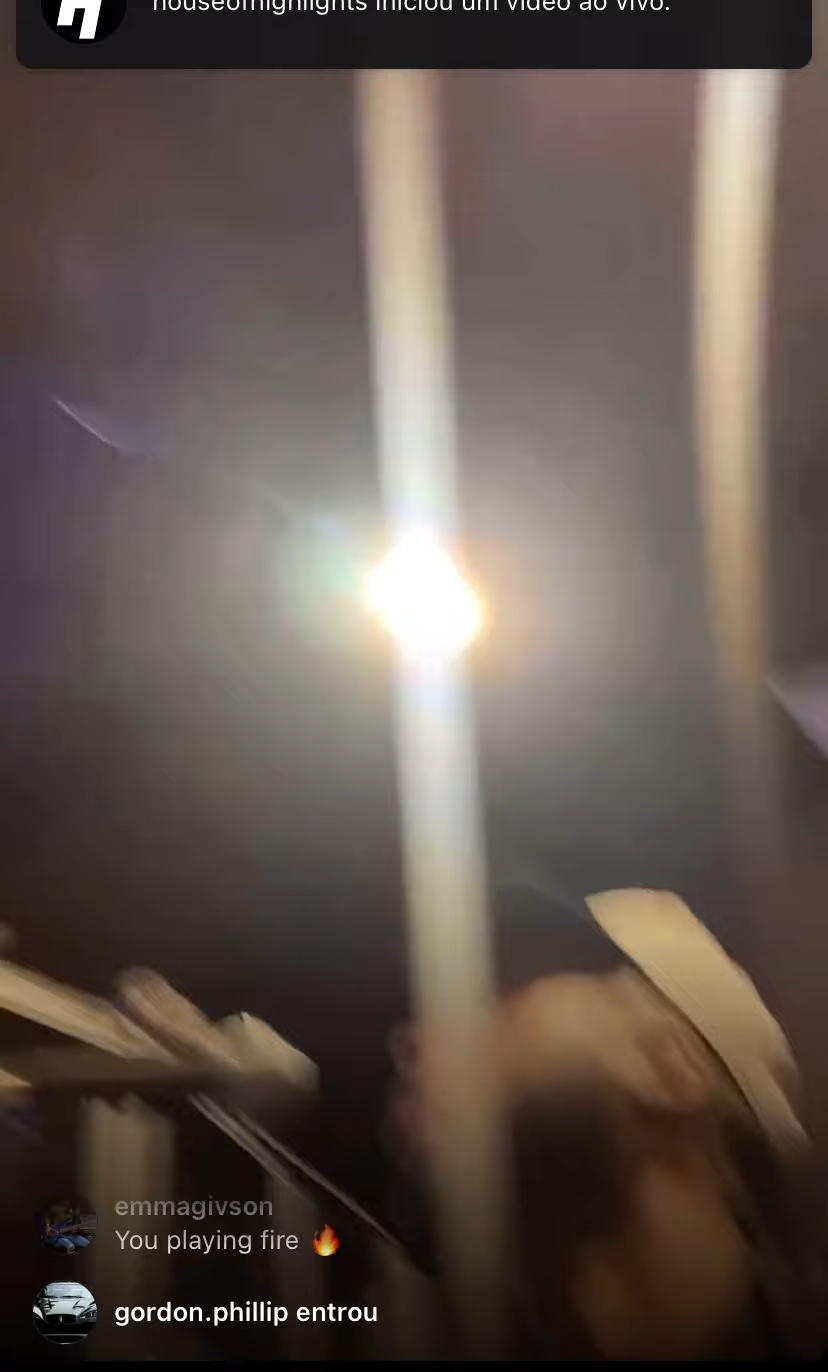 houseofhighlights iniciou um vídeo ao vivo.
emmagivson
You playing fire 🔥
gordon.phillip entrou